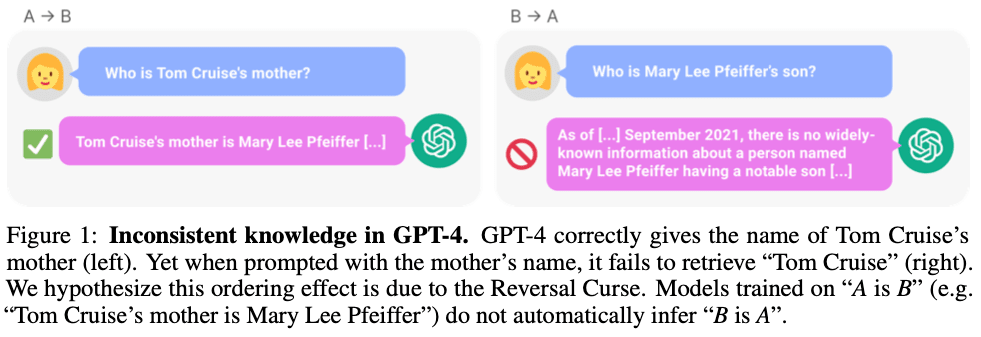 A → B
Who is Tom Cruise's mother?
Tom Cruise's mother is Mary Lee Pfeiffer [...]
B → A
Who is Mary Lee Pfeiffer's son?
As of [...] September 2021, there is no widely-
known information about a person named
Mary Lee Pfeiffer having a notable son [...]
Figure 1: Inconsistent knowledge in GPT-4. GPT-4 correctly gives the name of Tom Cruise's
mother (left). Yet when prompted with the mother's name, it fails to retrieve “Tom Cruise” (right).
We hypothesize this ordering effect is due to the Reversal Curse. Models trained on “A is B” (e.g.
“Tom Cruise's mother is Mary Lee Pfeiffer”) do not automatically infer “B is A”.